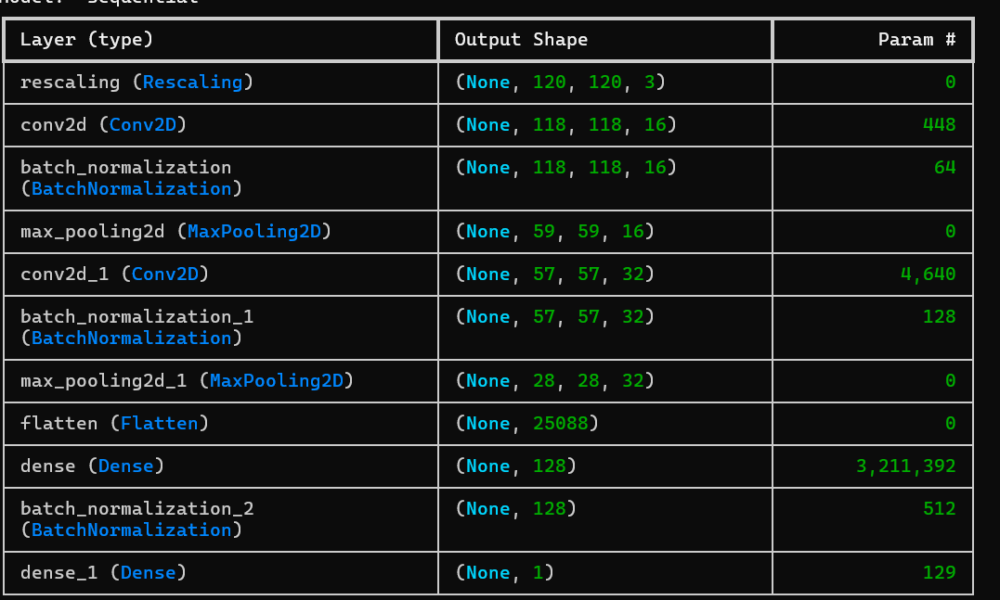 Model: "sequential"
Layer (type) Output Shape Param #
rescaling (Rescaling) (None, 120, 120, 3) 0
conv2d (Conv2D) (None, 118, 118, 16) 448
batch_normalization (None, 118, 118, 16) 64
(BatchNormalization)
max_pooling2d (MaxPooling2D) (None, 59, 59, 16) 0
conv2d_1 (Conv2D) (None, 57, 57, 32) 4,640
batch_normalization_1 (None, 57, 57, 32) 128
(BatchNormalization)
max_pooling2d_1 (MaxPooling2D) (None, 28, 28, 32) 0
flatten (Flatten) (None, 25088) 0
dense (Dense) (None, 128) 3,211,392
batch_normalization_2 (None, 128) 512
(BatchNormalization)
dense_1 (Dense) (None, 1) 129